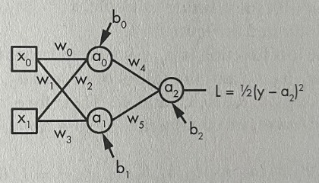 b₀
x₀ w₀ a₀ w₄
w₁ w₂ a₂ L = ½(y − a₂)²
x₁ w₃ a₁ w₅ b₂
b₁